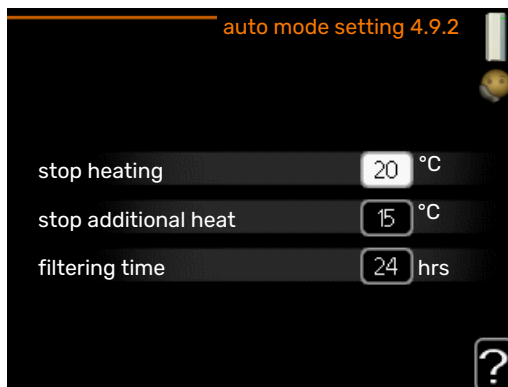 auto mode setting 4.9.2
stop heating 20 °C
stop additional heat 15 °C
filtering time 24 hrs
?